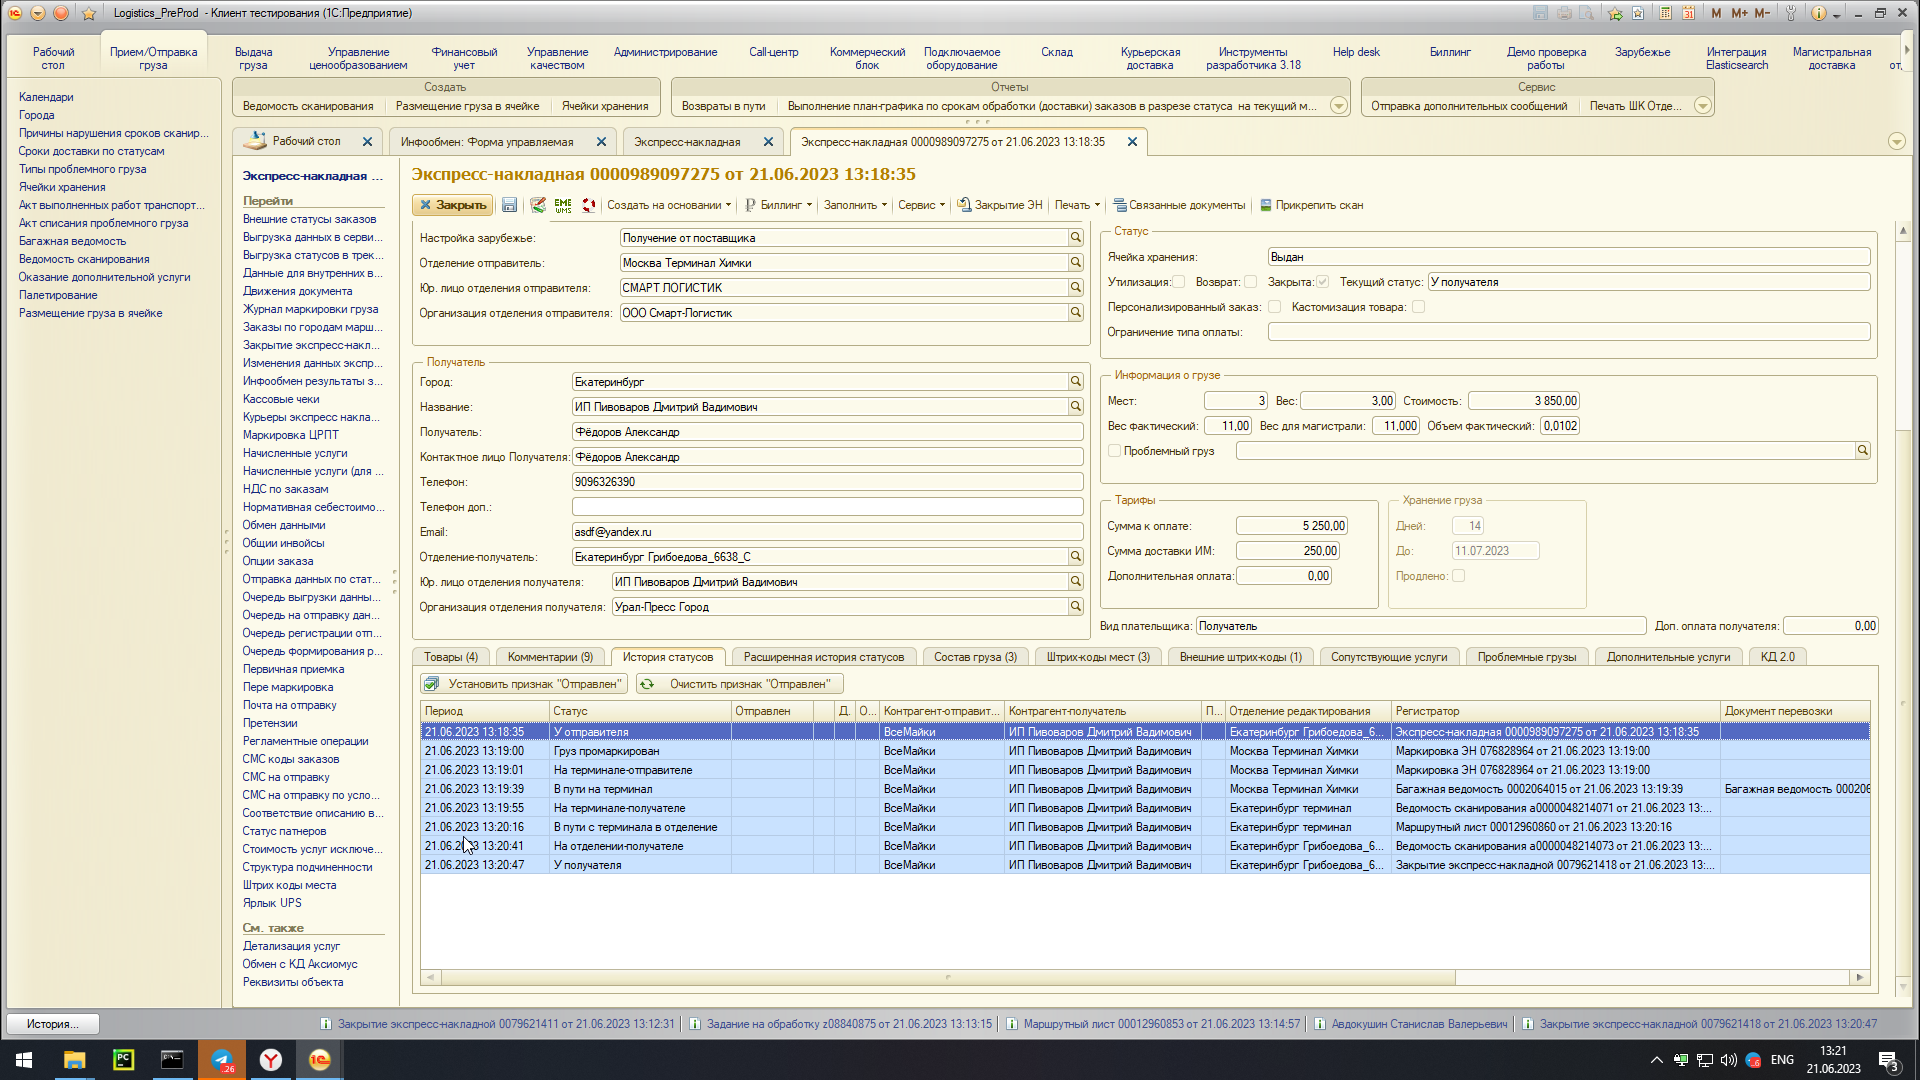 Logistics_PreProd - Клиент тестирования (1С:Предприятие)
M M+ M-
Рабочий стол
Прием/Отправка груза
Выдача груза
Управление ценообразованием
Финансовый учет
Управление качеством
Администрирование
Call-центр
Коммерческий блок
Подключаемое оборудование
Склад
Курьерская доставка
Инструменты разработчика 3.18
Help desk
Биллинг
Демо проверка работы
Зарубежье
Интеграция Elasticsearch
Магистральная доставка
Создать
Ведомость сканирования Размещение груза в ячейке Ячейки хранения
Отчеты
Возвраты в пути Выполнение план-графика по срокам обработки (доставки) заказов в разрезе статуса на текущий м...
Сервис
Отправка дополнительных сообщений Печать ШК Отде...
Календари
Города
Причины нарушения сроков сканир...
Сроки доставки по статусам
Типы проблемного груза
Ячейки хранения
Акт выполненных работ транспорт...
Акт списания проблемного груза
Багажная ведомость
Ведомость сканирования
Оказание дополнительной услуги
Палетирование
Размещение груза в ячейке
Рабочий стол
Инфообмен: Форма управляемая
Экспресс-накладная
Экспресс-накладная 0000989097275 от 21.06.2023 13:18:35
Экспресс-накладная ...
Перейти
Внешние статусы заказов
Выгрузка данных в серви...
Выгрузка статусов в трек...
Данные для внутренних в...
Движения документа
Журнал маркировки груза
Заказы по городам марш...
Закрытие экспресс-накл...
Изменения данных экспр...
Инфообмен результаты з...
Кассовые чеки
Курьеры экспресс накла...
Маркировка ЦРПТ
Начисленные услуги
Начисленные услуги (для ...
НДС по заказам
Нормативная себестоимо...
Обмен данными
Общии инвойсы
Опции заказа
Отправка данных по стат...
Очередь выгрузки данны...
Очередь на отправку дан...
Очередь регистрации отп...
Очередь формирования р...
Первичная приемка
Пере маркировка
Почта на отправку
Претензии
Регламентные операции
СМС коды заказов
СМС на отправку
СМС на отправку по усло...
Соответствие описанию в...
Статус патнеров
Стоимость услуг исключе...
Структура подчиненности
Штрих коды места
Ярлык UPS
См. также
Детализация услуг
Обмен с КД Аксиомус
Реквизиты объекта
Экспресс-накладная 0000989097275 от 21.06.2023 13:18:35
Закрыть EME WMS Создать на основании Биллинг Заполнить Сервис Закрытие ЭН Печать Связанные документы Прикрепить скан
Настройка зарубежье: Получение от поставщика
Отделение отправитель: Москва Терминал Химки
Юр. лицо отделения отправителя: СМАРТ ЛОГИСТИК
Организация отделения отправителя: ООО Смарт-Логистик
Получатель
Город: Екатеринбург
Название: ИП Пивоваров Дмитрий Вадимович
Получатель: Фёдоров Александр
Контактное лицо Получателя: Фёдоров Александр
Телефон: 9096326390
Телефон доп.:
Email: asdf@yandex.ru
Отделение-получатель: Екатеринбург Грибоедова_6638_С
Юр. лицо отделения получателя: ИП Пивоваров Дмитрий Вадимович
Организация отделения получателя: Урал-Пресс Город
Статус
Ячейка хранения: Выдан
Утилизация: Возврат: Закрыта: Текущий статус: У получателя
Персонализированный заказ: Кастомизация товара:
Ограничение типа оплаты:
Информация о грузе
Мест: 3 Вес: 3,00 Стоимость: 3 850,00
Вес фактический: 11,00 Вес для магистрали: 11,000 Объем фактический: 0,0102
Проблемный груз
Тарифы
Сумма к оплате: 5 250,00
Сумма доставки ИМ: 250,00
Дополнительная оплата: 0,00
Хранение груза
Дней: 14
До: 11.07.2023
Продлено:
Вид плательщика: Получатель Доп. оплата получателя: 0,00
Товары (4) Комментарии (9) История статусов Расширенная история статусов Состав груза (3) Штрих-коды мест (3) Внешние штрих-коды (1) Сопутствующие услуги Проблемные грузы Дополнительные услуги КД 2.0
Установить признак "Отправлен" Очистить признак "Отправлен"
Период Статус Отправлен Д. О... Контрагент-отправит... Контрагент-получатель П... Отделение редактирования Регистратор Документ перевозки
21.06.2023 13:18:35 У отправителя ВсеМайки ИП Пивоваров Дмитрий Вадимович Екатеринбург Грибоедова_6... Экспресс-накладная 0000989097275 от 21.06.2023 13:18:35
21.06.2023 13:19:00 Груз промаркирован ВсеМайки ИП Пивоваров Дмитрий Вадимович Москва Терминал Химки Маркировка ЭН 076828964 от 21.06.2023 13:19:00
21.06.2023 13:19:01 На терминале-отправителе ВсеМайки ИП Пивоваров Дмитрий Вадимович Москва Терминал Химки Маркировка ЭН 076828964 от 21.06.2023 13:19:00
21.06.2023 13:19:39 В пути на терминал ВсеМайки ИП Пивоваров Дмитрий Вадимович Москва Терминал Химки Багажная ведомость 0002064015 от 21.06.2023 13:19:39 Багажная ведомость 000206
21.06.2023 13:19:55 На терминале-получателе ВсеМайки ИП Пивоваров Дмитрий Вадимович Екатеринбург терминал Ведомость сканирования а0000048214071 от 21.06.2023 13:...
21.06.2023 13:20:16 В пути с терминала в отделение ВсеМайки ИП Пивоваров Дмитрий Вадимович Екатеринбург терминал Маршрутный лист 00012960860 от 21.06.2023 13:20:16
21.06.2023 13:20:41 На отделении-получателе ВсеМайки ИП Пивоваров Дмитрий Вадимович Екатеринбург Грибоедова_6... Ведомость сканирования а0000048214073 от 21.06.2023 13:...
21.06.2023 13:20:47 У получателя ВсеМайки ИП Пивоваров Дмитрий Вадимович Екатеринбург Грибоедова_6... Закрытие экспресс-накладной 0079621418 от 21.06.2023 13:...
История... Закрытие экспресс-накладной 0079621411 от 21.06.2023 13:12:31 Задание на обработку z08840875 от 21.06.2023 13:13:15 Маршрутный лист 00012960853 от 21.06.2023 13:14:57 Авдокушин Станислав Валерьевич Закрытие экспресс-накладной 0079621418 от 21.06.2023 13:20:47
ENG 13:21
21.06.2023 3